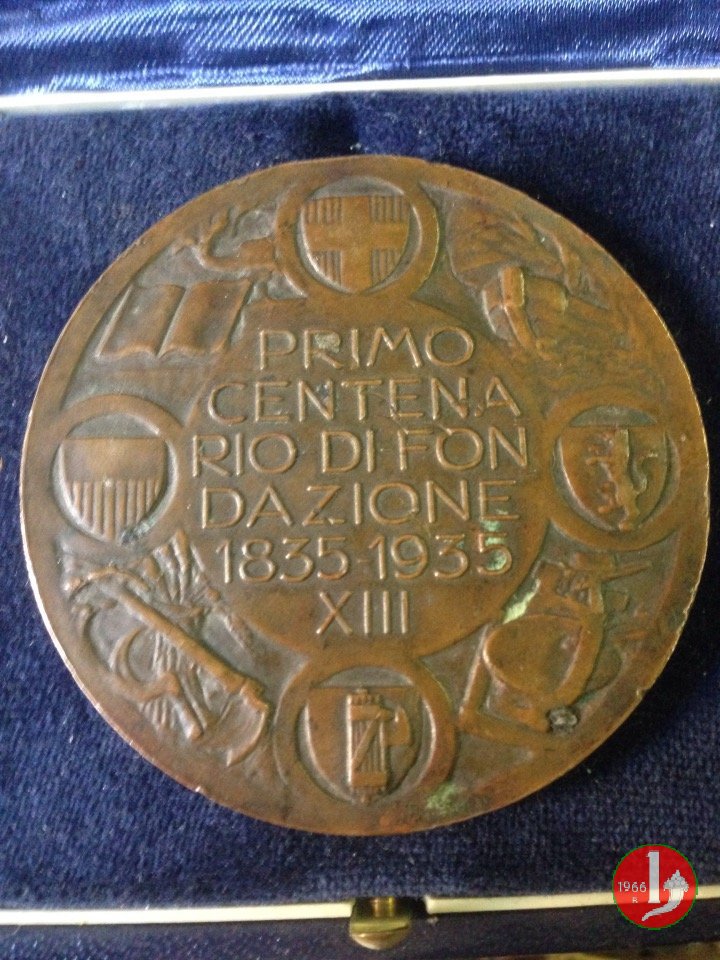 PRIMO
CENTENA
RIO DI FON
DAZIONE
1835-1935
XIII
1966
B